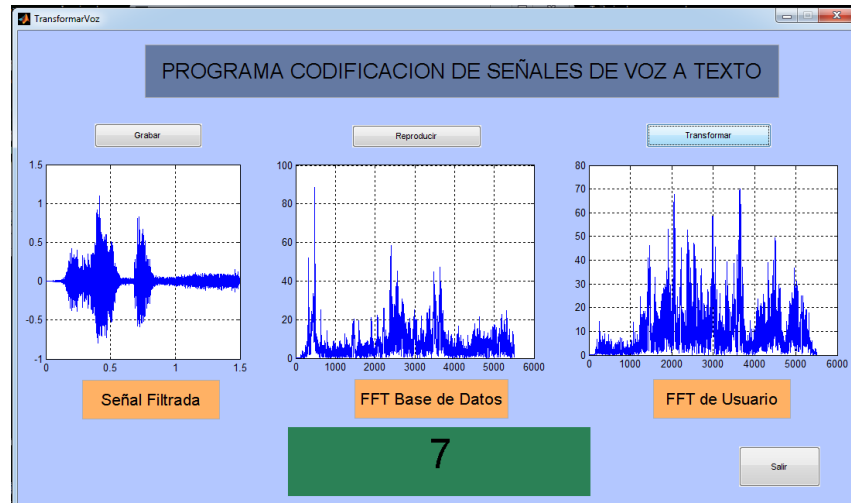 TransformarVoz
PROGRAMA CODIFICACION DE SEÑALES DE VOZ A TEXTO
Grabar
Reproducir
Transformar
1.5
1
0.5
0
-0.5
-1
0 0.5 1 1.5
100
80
60
40
20
0
0 1000 2000 3000 4000 5000 6000
80
70
60
50
40
30
20
10
0
0 1000 2000 3000 4000 5000 6000
Señal Filtrada
FFT Base de Datos
FFT de Usuario
7
Salir